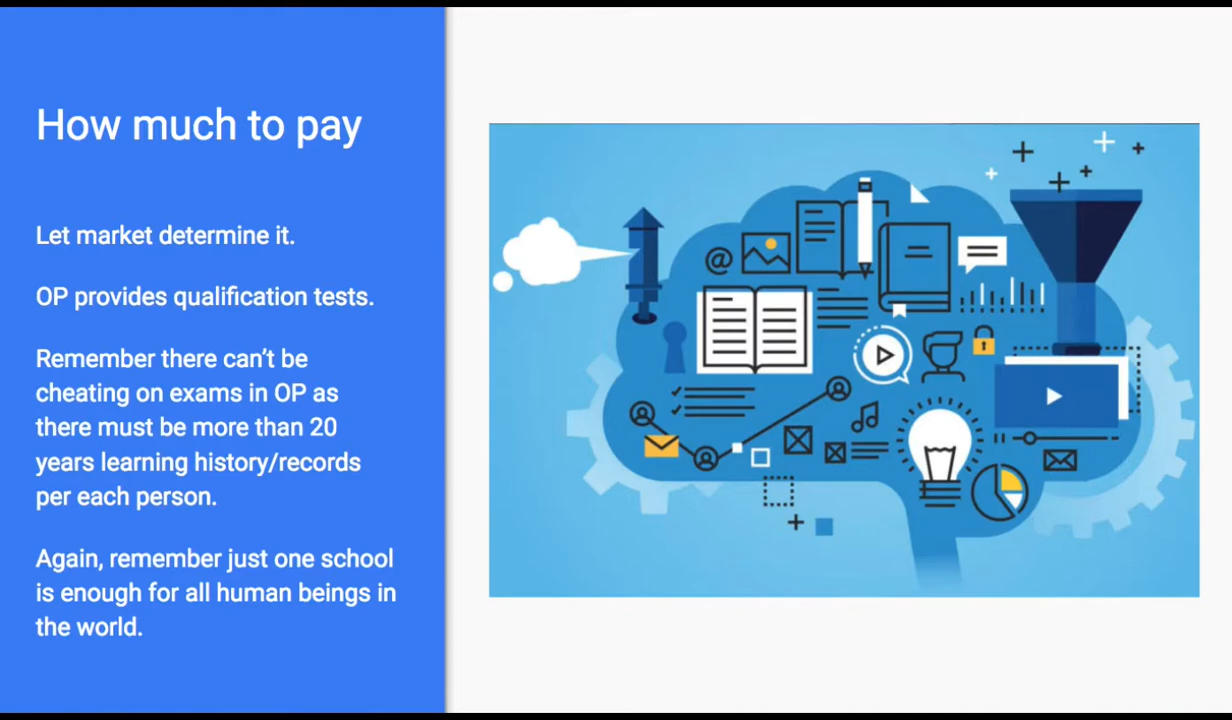 How much to pay
Let market determine it.
OP provides qualification tests.
Remember there can't be
cheating on exams in OP as
there must be more than 20
years learning history/records
per each person.
Again, remember just one school
is enough for all human beings in
the world.
@